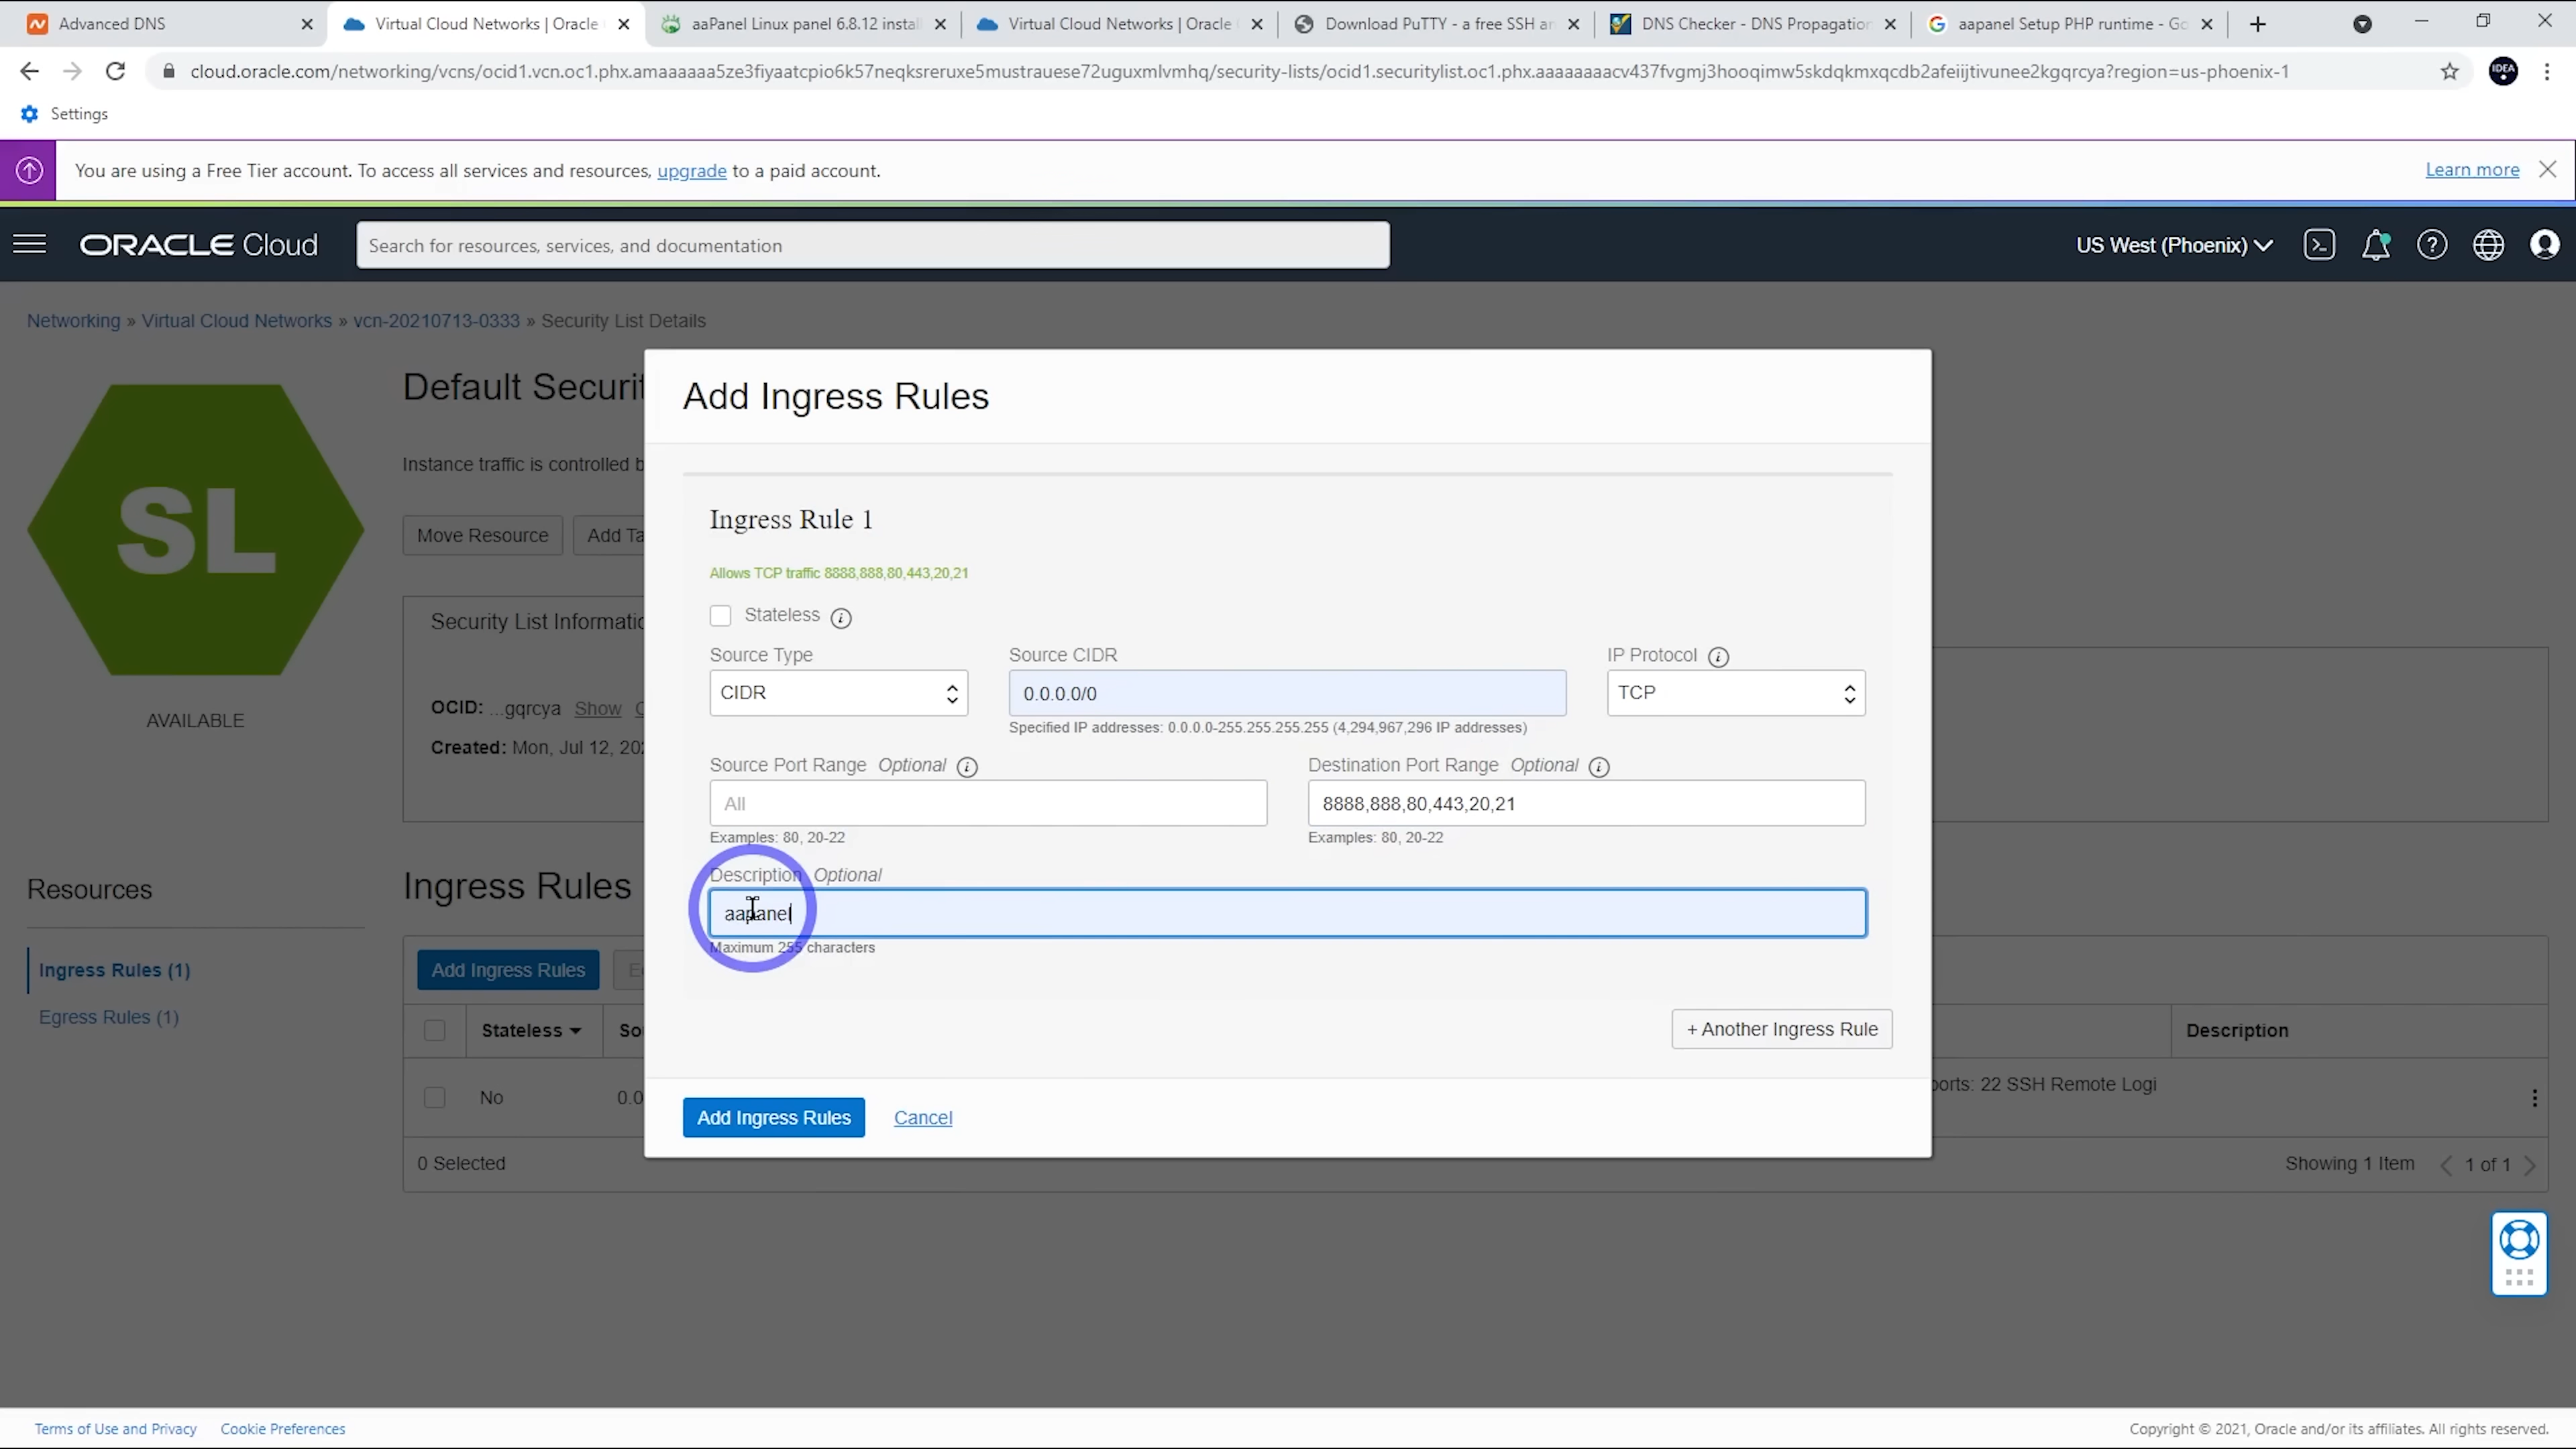 Advanced DNS
Virtual Cloud Networks | Oracle
aaPanel Linux panel 6.8.12 instal
Virtual Cloud Networks | Oracle
Download PuTTY - a free SSH an
DNS Checker - DNS Propagation
aapanel Setup PHP runtime - Go
cloud.oracle.com/networking/vcns/ocid1.vcn.oc1.phx.amaaaaaa5ze3fiyaatcpio6k57neqksreruxe5mustrauese72uguxmlvmhq/security-lists/ocid1.securitylist.oc1.phx.aaaaaaaacv437fvgmj3hooqimw5skdqkmxqcdb2afeiijtivunee2kgqrcya?region=us-phoenix-1
IDEA
Settings
You are using a Free Tier account. To access all services and resources, upgrade to a paid account.
Learn more
ORACLE Cloud
Search for resources, services, and documentation
US West (Phoenix)
Networking » Virtual Cloud Networks » vcn-20210713-0333 » Security List Details
SL
AVAILABLE
Default Securit
Instance traffic is controlled b
Move Resource
Add Ta
Security List Informatio
OCID: ...gqrcya Show
Created: Mon, Jul 12, 20
Add Ingress Rules
Ingress Rule 1
Allows TCP traffic 8888,888,80,443,20,21
Stateless
Source Type
Source CIDR
IP Protocol
CIDR
0.0.0.0/0
TCP
Specified IP addresses: 0.0.0.0-255.255.255.255 (4,294,967,296 IP addresses)
Source Port Range Optional
Destination Port Range Optional
All
8888,888,80,443,20,21
Examples: 80, 20-22
Examples: 80, 20-22
Description Optional
aapanel
Maximum 255 characters
+ Another Ingress Rule
Add Ingress Rules
Cancel
Resources
Ingress Rules (1)
Egress Rules (1)
Ingress Rules
Add Ingress Rules
Stateless
So
Description
No
0.0
ports: 22 SSH Remote Logi
0 Selected
Showing 1 Item
1 of 1
Terms of Use and Privacy
Cookie Preferences
Copyright © 2021, Oracle and/or its affiliates. All rights reserved.